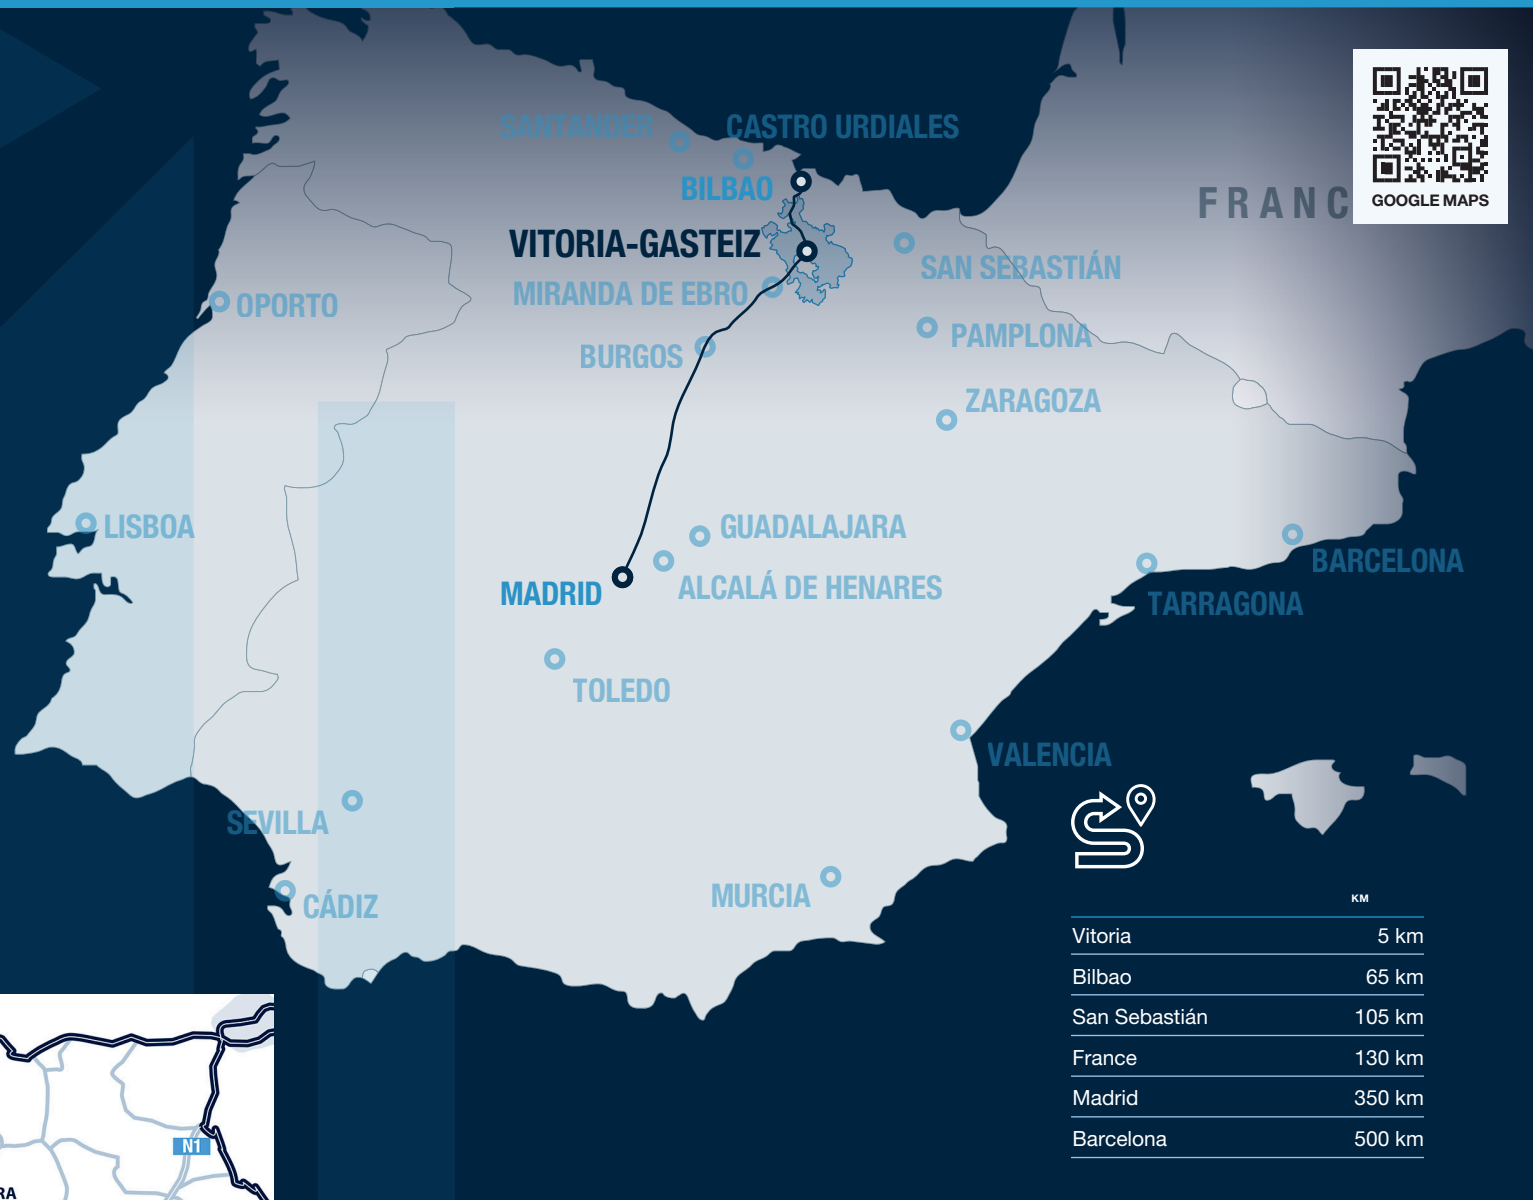 SANTANDER
CASTRO URDIALES
BILBAO
FRANC
GOOGLE MAPS
VITORIA-GASTEIZ
SAN SEBASTIÁN
MIRANDA DE EBRO
OPORTO
PAMPLONA
BURGOS
ZARAGOZA
LISBOA
GUADALAJARA
BARCELONA
MADRID
ALCALÁ DE HENARES
TARRAGONA
TOLEDO
VALENCIA
SEVILLA
MURCIA
CÁDIZ
KM
Vitoria 5 km
Bilbao 65 km
San Sebastián 105 km
France 130 km
Madrid 350 km
Barcelona 500 km
N1
RA